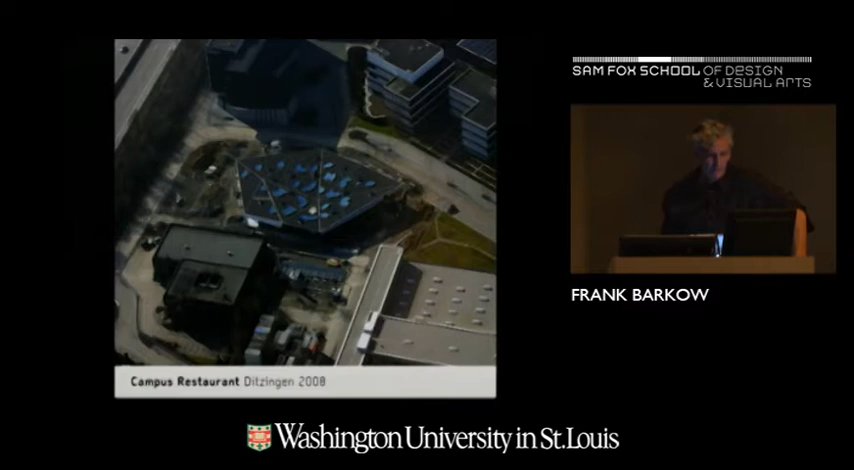 SAM FOX SCHOOL OF DESIGN
& VISUAL ARTS
FRANK BARKOW
Campus Restaurant Ditzingen 2008
Washington University in St. Louis